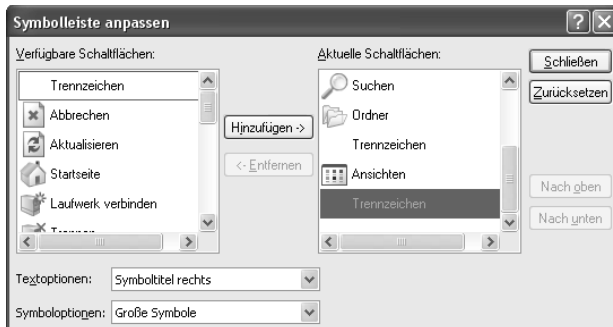 Symbolleiste anpassen
Verfügbare Schaltflächen:
Trennzeichen
Abbrechen
Aktualisieren
Startseite
Laufwerk verbinden
Trennen
Hinzufügen ->
<- Entfernen
Aktuelle Schaltflächen:
Suchen
Ordner
Trennzeichen
Ansichten
Trennzeichen
Schließen
Zurücksetzen
Nach oben
Nach unten
Textoptionen: Symboltitel rechts
Symboloptionen: Große Symbole